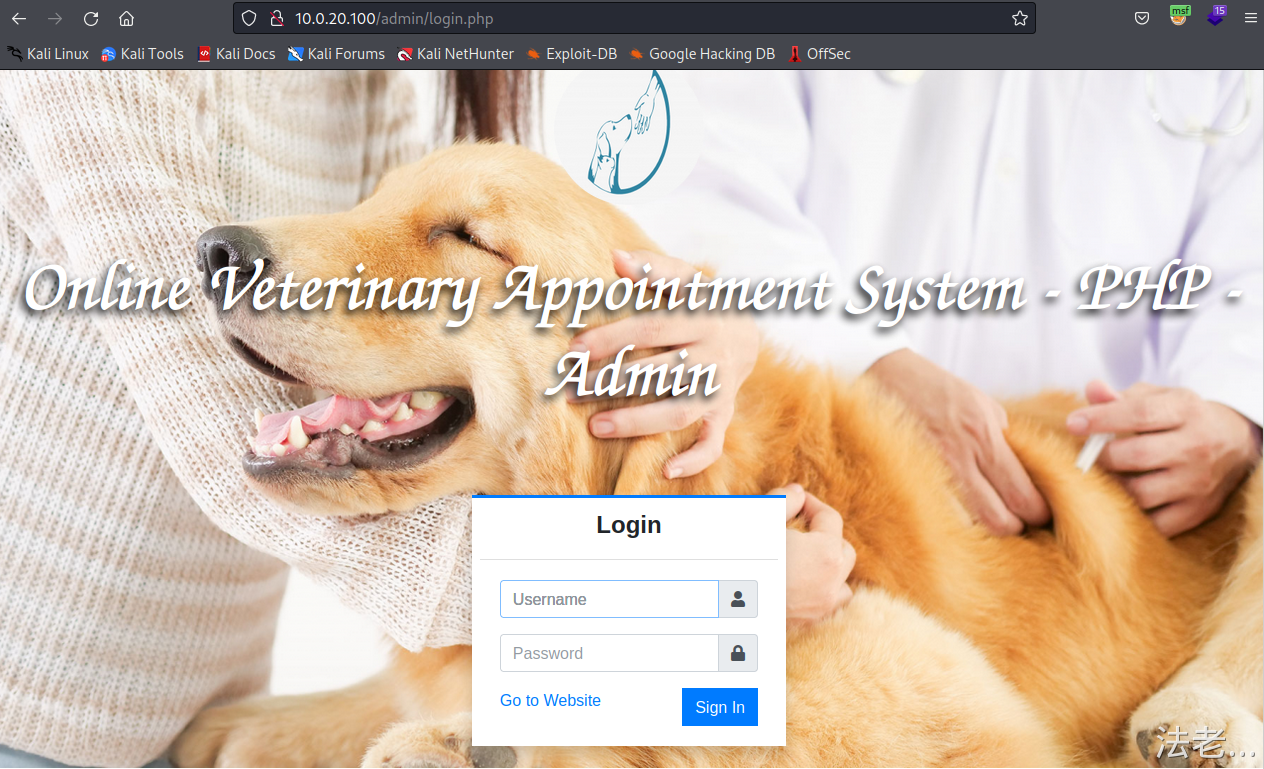 10.0.20.100/admin/login.php
msf
15
Kali Linux Kali Tools Kali Docs Kali Forums Kali NetHunter Exploit-DB Google Hacking DB OffSec
Online Veterinary Appointment System - PHP -
Admin
Login
Username
Password
Go to Website Sign In
法老...